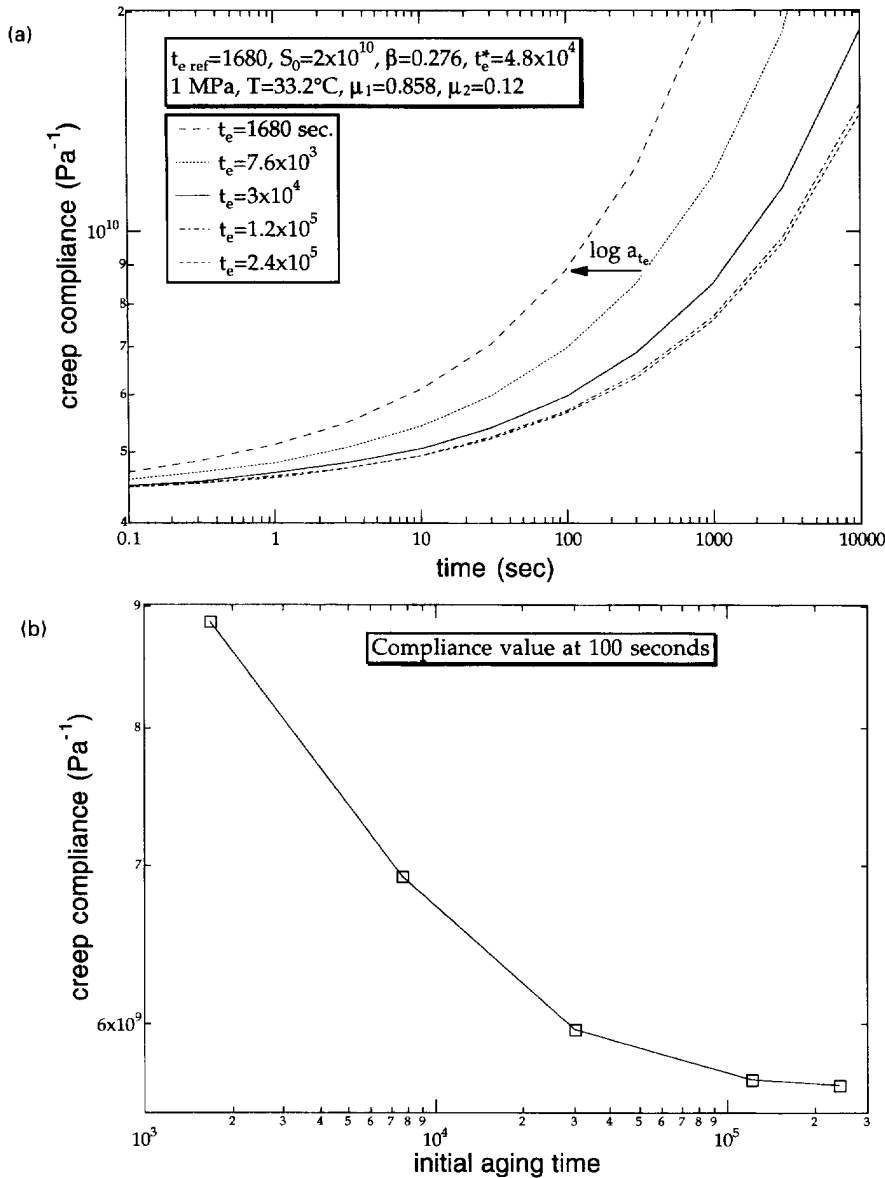 (a)
t_e ref=1680, S_0=2x10^10, β=0.276, t_e^*=4.8x10^4
1 MPa, T=33.2°C, μ_1=0.858, μ_2=0.12
t_e=1680 sec.
t_e=7.6x10^3
t_e=3x10^4
t_e=1.2x10^5
t_e=2.4x10^5
log a_t_e
creep compliance (Pa^-1)
2
10^10
9
8
7
6
5
4
0.1 1 10 100 1000 10000
time (sec)
(b)
Compliance value at 100 seconds
creep compliance (Pa^-1)
9
8
7
6x10^9
10^3 2 3 4 5 6 7 8 9 10^4 2 3 4 5 6 7 8 9 10^5 2 3
initial aging time